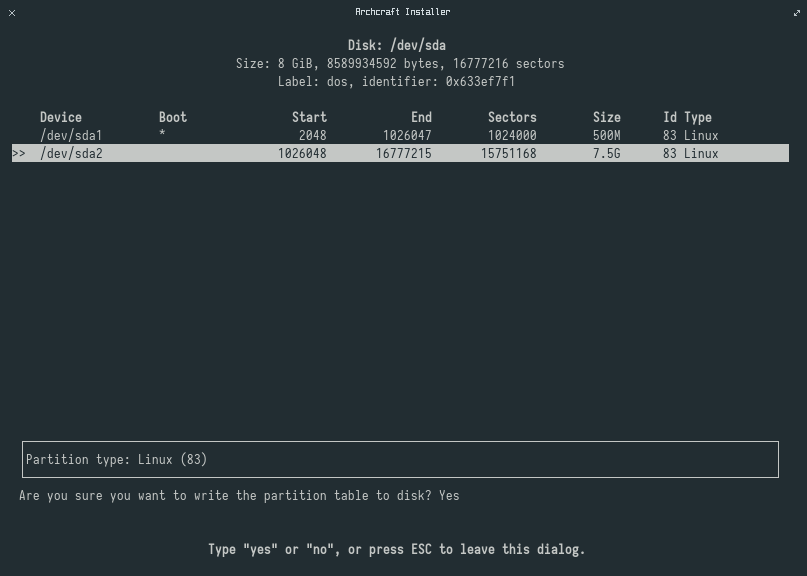 Archcraft Installer
Disk: /dev/sda
Size: 8 GiB, 8589934592 bytes, 16777216 sectors
Label: dos, identifier: 0x633ef7f1
Device Boot Start End Sectors Size Id Type
/dev/sda1 * 2048 1026047 1024000 500M 83 Linux
>> /dev/sda2 1026048 16777215 15751168 7.5G 83 Linux
Partition type: Linux (83)
Are you sure you want to write the partition table to disk? Yes
Type "yes" or "no", or press ESC to leave this dialog.